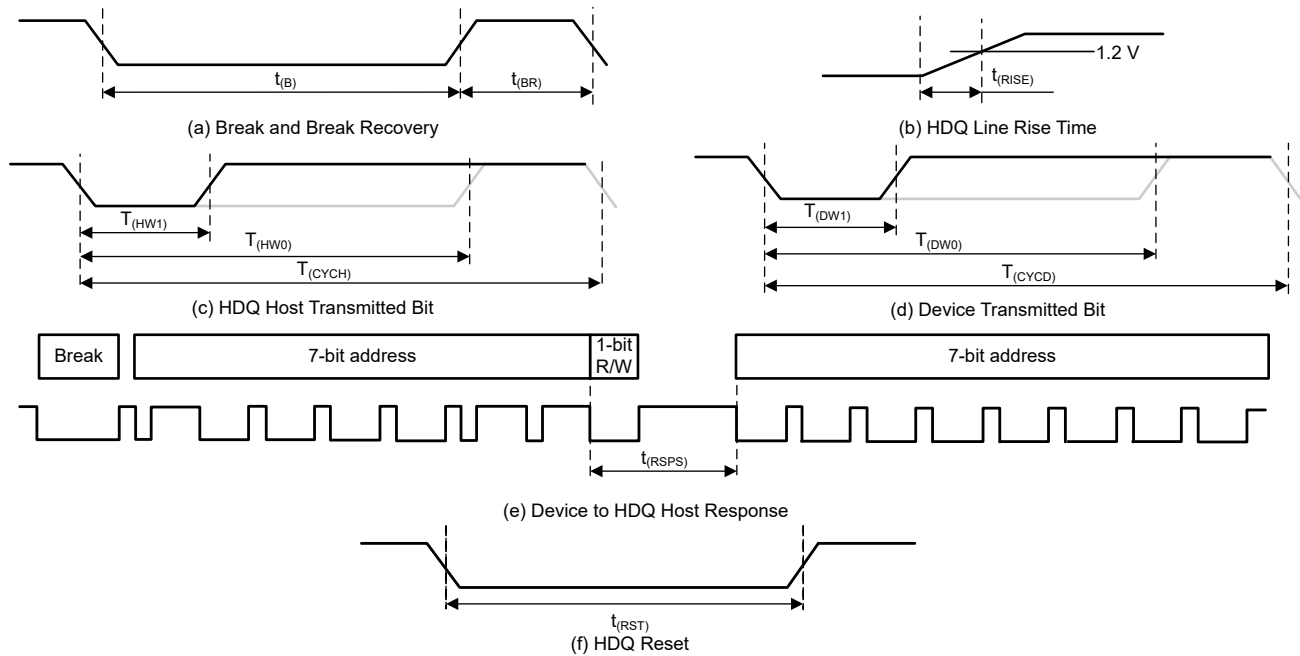 t(B)
t(BR)
(a) Break and Break Recovery
1.2 V
t(RISE)
(b) HDQ Line Rise Time
T(HW1)
T(HW0)
T(CYCH)
(c) HDQ Host Transmitted Bit
T(DW1)
T(DW0)
T(CYCD)
(d) Device Transmitted Bit
Break
7-bit address
1-bit
R/W
7-bit address
t(RSPS)
(e) Device to HDQ Host Response
t(RST)
(f) HDQ Reset